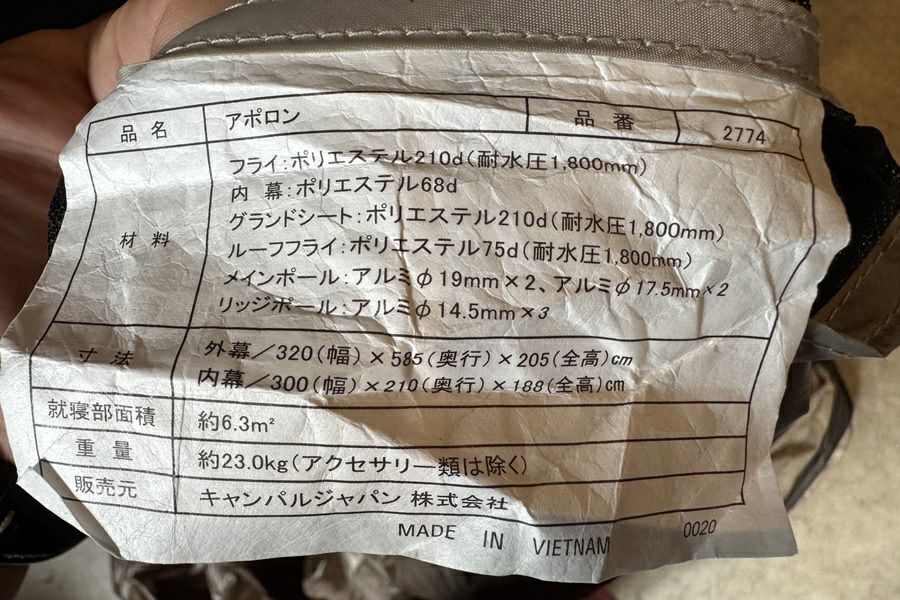 品名 アポロン 品番 2774
材料 フライ:ポリエステル210d(耐水圧1,800mm)
内幕:ポリエステル68d
グランドシート:ポリエステル210d(耐水圧1,800mm)
ルーフフライ:ポリエステル75d(耐水圧1,800mm)
メインポール:アルミφ19mm×2、アルミφ17.5mm×2
リッジポール:アルミφ14.5mm×3
寸法 外幕/320(幅)×585(奥行)×205(全高)cm
内幕/300(幅)×210(奥行)×188(全高)cm
就寝部面積 約6.3m²
重量 約23.0kg(アクセサリー類は除く)
販売元 キャンパルジャパン 株式会社
MADE IN VIETNAM 0020